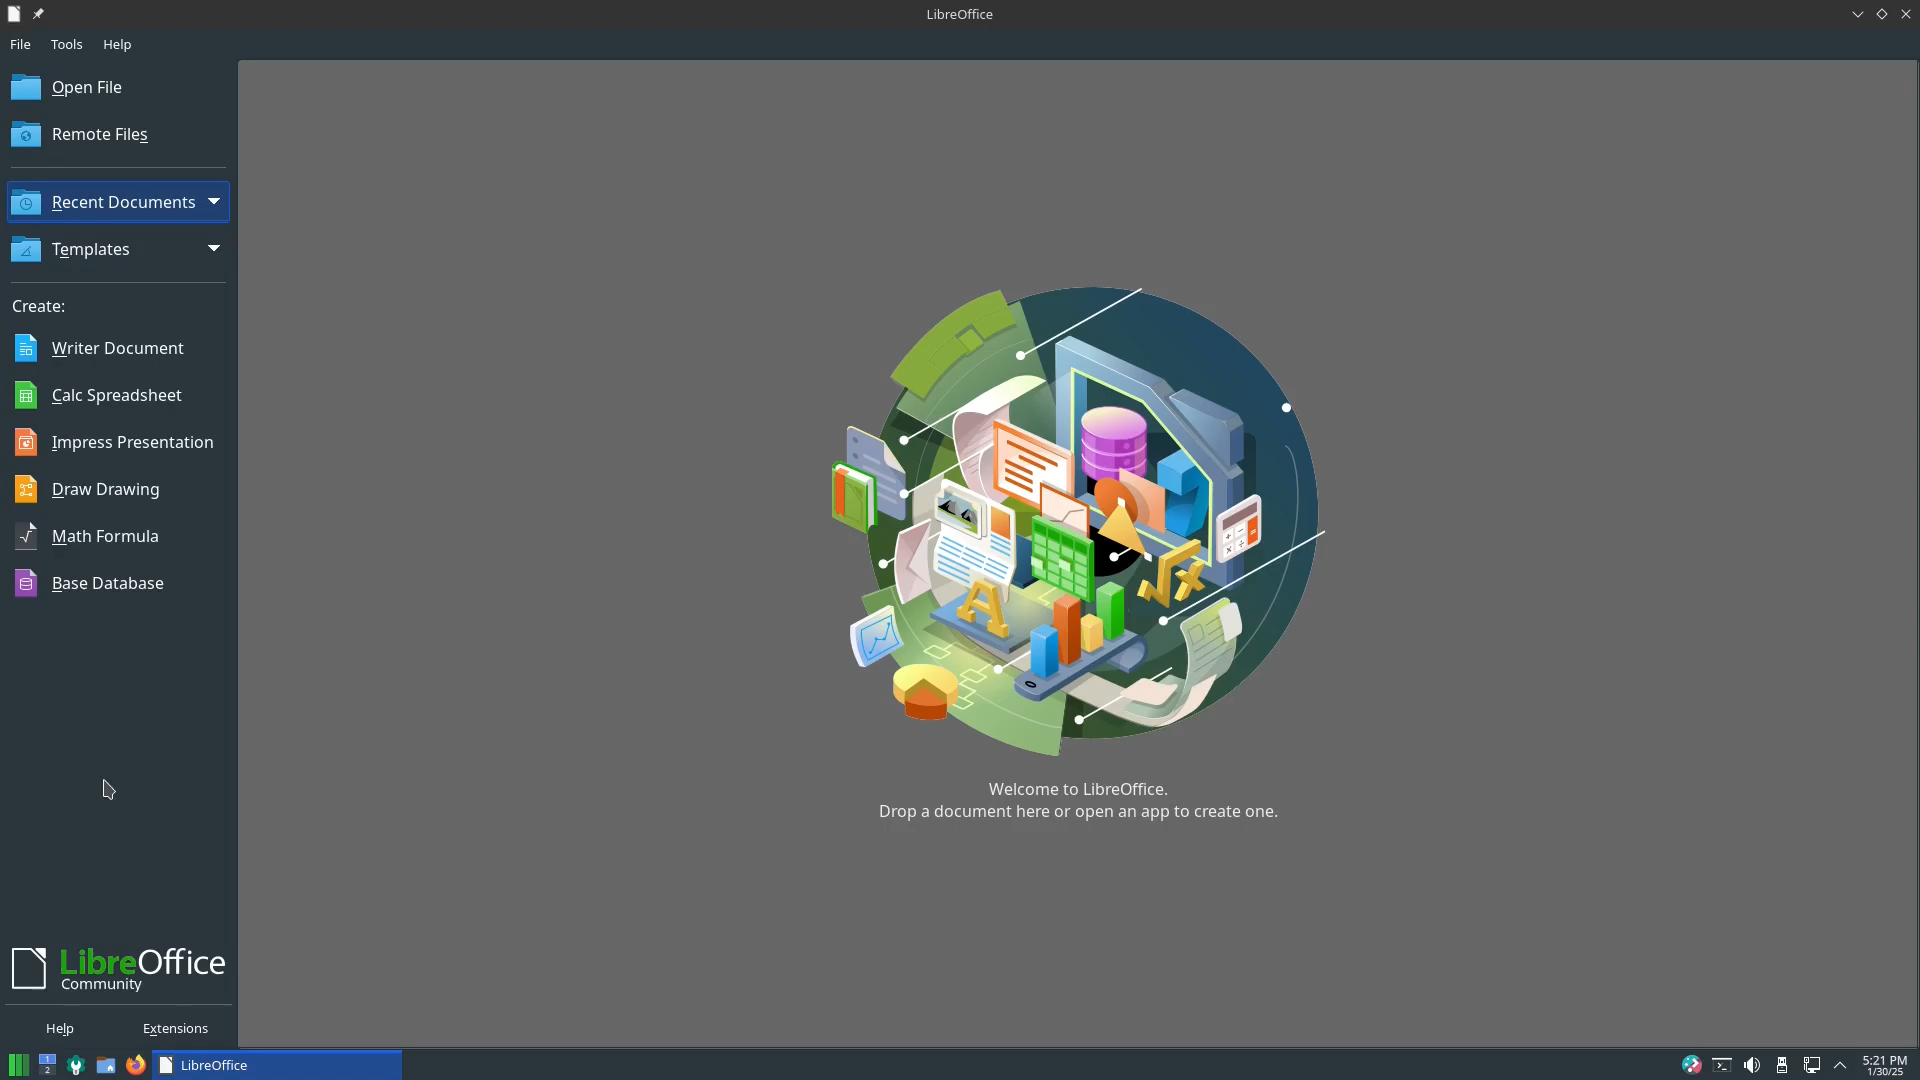 LibreOffice
File Tools Help
Open File
Remote Files
Recent Documents
Templates
Create:
Writer Document
Calc Spreadsheet
Impress Presentation
Draw Drawing
Math Formula
Base Database
A
√x
Welcome to LibreOffice.
Drop a document here or open an app to create one.
LibreOffice
Community
Help Extensions
1
2
LibreOffice
5:21 PM
1/30/25